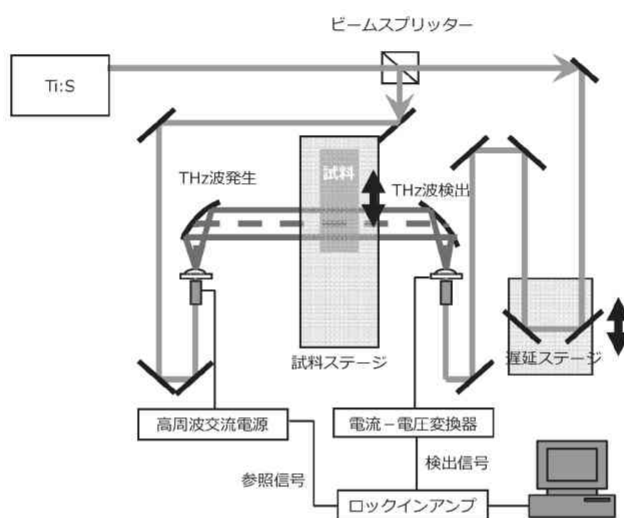 ビームスプリッター
Ti:S
試料
THz波発生
THz波検出
試料ステージ
遅延ステージ
高周波交流電源
電流－電圧変換器
参照信号
検出信号
ロックインアンプ